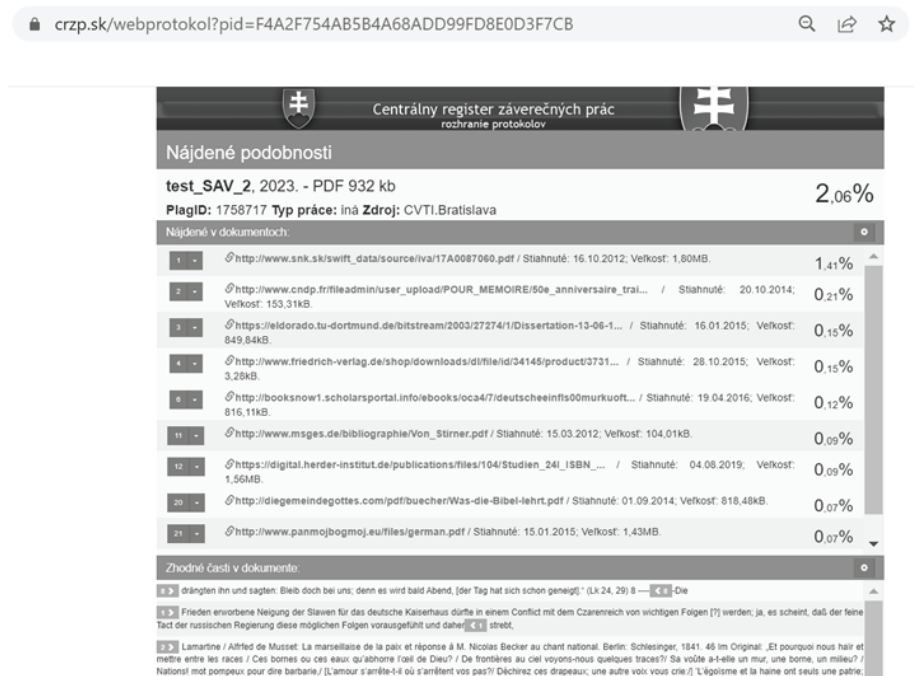 crzp.sk/webprotokol?pid=F4A2F754AB5B4A68ADD99FD8E0D3F7CB
Centrálny register záverečných prác
rozhranie protokolov
Nájdené podobnosti
test_SAV_2, 2023. - PDF 932 kb
2,06%
PlagID: 1758717 Typ práce: iná Zdroj: CVTI.Bratislava
Nájdené v dokumentoch:
1 http://www.snk.sk/swift_data/source/iva/17A0087060.pdf / Stiahnuté: 16.10.2012; Veľkosť: 1,80MB. 1,41%
2 http://www.cndp.fr/fileadmin/user_upload/POUR_MEMOIRE/50e_anniversaire_trai... / Stiahnuté: 20.10.2014;
Veľkosť: 153,31kB. 0,21%
3 https://eldorado.tu-dortmund.de/bitstream/2003/27274/1/Dissertation-13-06-1... / Stiahnuté: 16.01.2015; Veľkosť:
849,84kB. 0,15%
4 http://www.friedrich-verlag.de/shop/downloads/dl/file/id/34145/product/3731... / Stiahnuté: 28.10.2015; Veľkosť:
3,28kB. 0,15%
6 http://booksnow1.scholarsportal.info/ebooks/oca4/7/deutscheeinfls00murkuoft... / Stiahnuté: 19.04.2016; Veľkosť:
816,11kB. 0,12%
11 http://www.msges.de/bibliographie/Von_Stirner.pdf / Stiahnuté: 15.03.2012; Veľkosť: 104,01kB. 0,09%
12 https://digital.herder-institut.de/publications/files/104/Studien_24I_ISBN_... / Stiahnuté: 04.08.2019; Veľkosť:
1,56MB. 0,09%
20 http://diegemeindegottes.com/pdf/buecher/Was-die-Bibel-lehrt.pdf / Stiahnuté: 01.09.2014; Veľkosť: 818,48kB. 0,07%
21 http://www.panmojbogmoj.eu/files/german.pdf / Stiahnuté: 15.01.2015; Veľkosť: 1,43MB. 0,07%
Zhodné časti v dokumente:
drängten ihn und sagten: Bleib doch bei uns; denn es wird bald Abend, [der Tag hat sich schon geneigt]." (Lk 24, 29) 8 — -Die
1 > Frieden erworbene Neigung der Slawen für das deutsche Kaiserhaus dürfte in einem Conflict mit dem Czarenreich von wichtigen Folgen [?] werden; ja, es scheint, daß der feine
Tact der russischen Regierung diese möglichen Folgen vorausgefühlt und daher < 1 strebt,
2 > Lamartine / Alfrfed de Musset: La marseillaise de la paix et réponse à M. Nicolas Becker au chant national. Berlin: Schlesinger, 1841. 46 Im Original: „Et pourquoi nous haïr et
mettre entre les races / Ces bornes ou ces eaux qu'abhorre l'œil de Dieu? / De frontières au ciel voyons-nous quelques traces?/ Sa voûte a-t-elle un mur, une borne, un milieu? /
Nations! mot pompeux pour dire barbarie,/ [L'amour s'arrête-t-il où s'arrêtent vos pas?/ Déchirez ces drapeaux; une autre voix vous crie:/] 'L'égoïsme et la haine ont seuls une patrie;